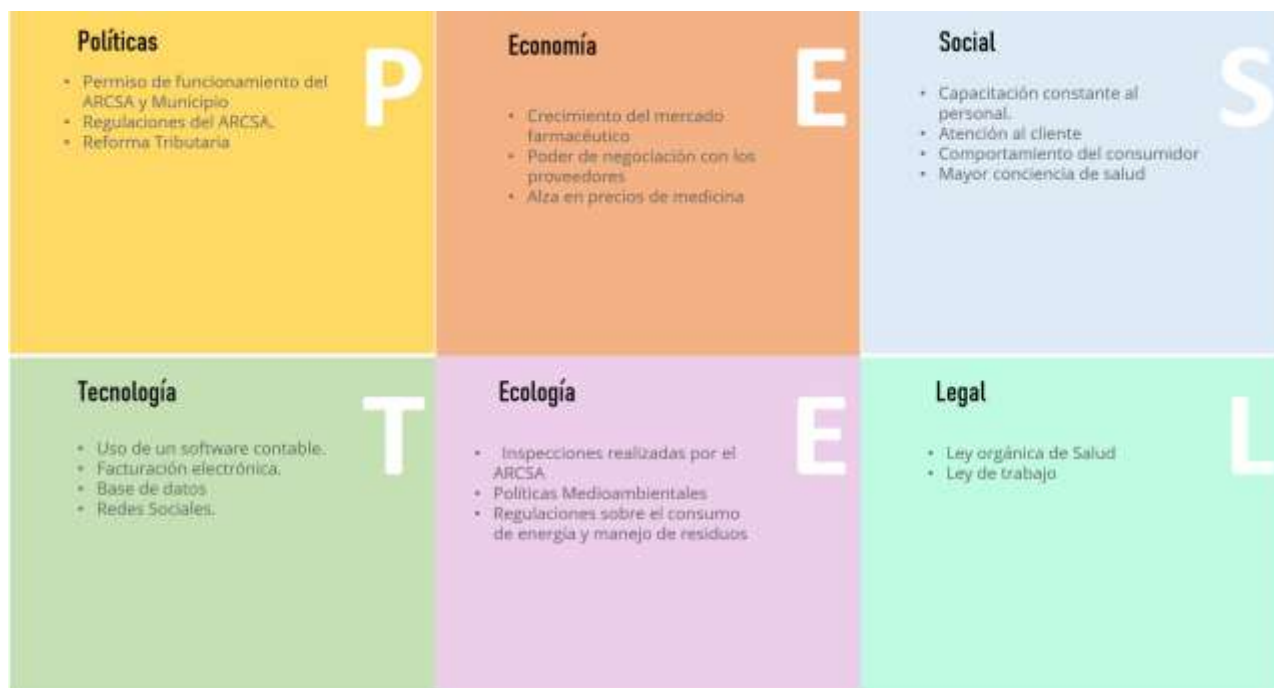 Políticas
P
• Permiso de funcionamiento del
ARCSA y Municipio
• Regulaciones del ARCSA.
• Reforma Tributaria
Economía
E
• Crecimiento del mercado
farmacéutico
• Poder de negociación con los
proveedores
• Alza en precios de medicina
Social
S
• Capacitación constante al
personal.
• Atención al cliente
• Comportamiento del consumidor
• Mayor conciencia de salud
Tecnología
T
• Uso de un software contable.
• Facturación electrónica.
• Base de datos
• Redes Sociales.
Ecología
E
• Inspecciones realizadas por el
ARCSA
• Políticas Medioambientales
• Regulaciones sobre el consumo
de energía y manejo de residuos
Legal
L
• Ley orgánica de Salud
• Ley de trabajo